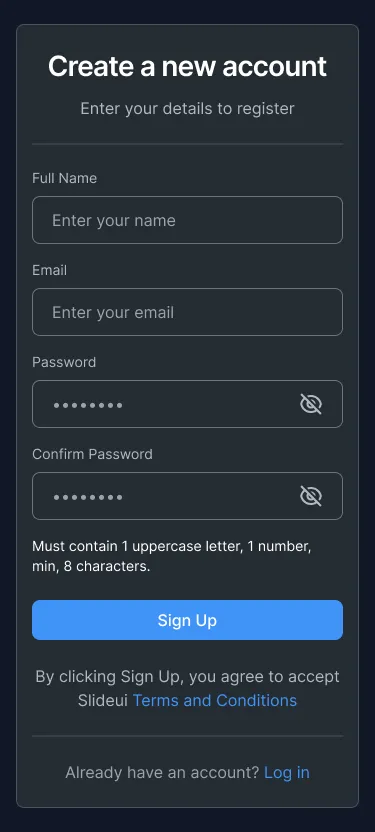 Create a new account
Enter your details to register
Full Name
Enter your name
Email
Enter your email
Password
••••••••
Confirm Password
••••••••
Must contain 1 uppercase letter, 1 number,
min, 8 characters.
Sign Up
By clicking Sign Up, you agree to accept
Slideui Terms and Conditions
Already have an account? Log in